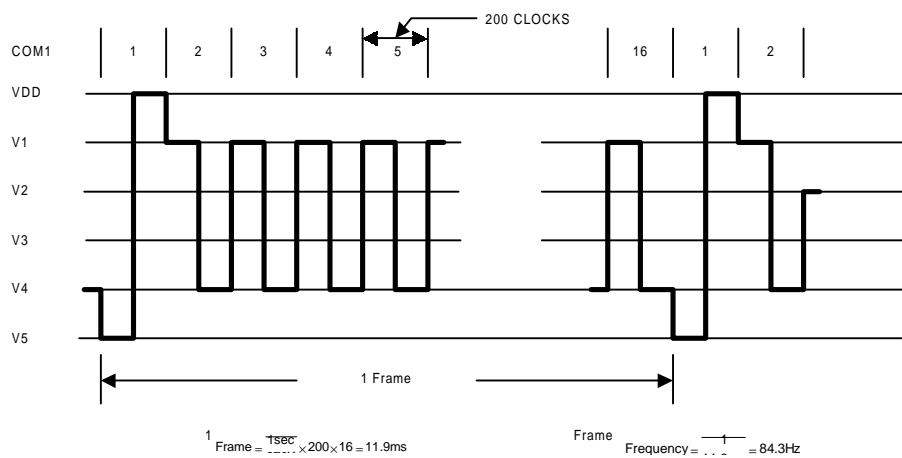 200 CLOCKS
COM1 1 2 3 4 5 16 1 2
VDD
V1
V2
V3
V4
V5
1 Frame
1 Frame = 1sec ×200×16 = 11.9ms
Frame Frequency = 1 = 84.3Hz